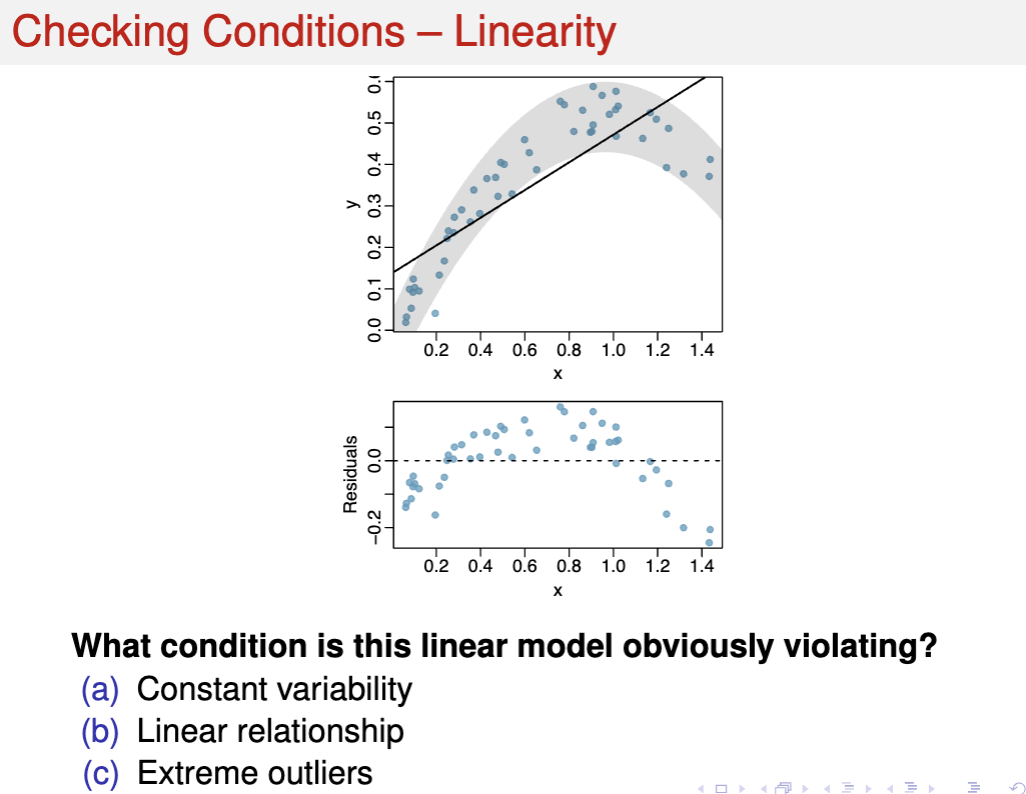 Checking Conditions – Linearity
0.0 0.1 0.2 0.3 0.4 0.5
y
0.2 0.4 0.6 0.8 1.0 1.2 1.4
x
−0.2 0.0
Residuals
0.2 0.4 0.6 0.8 1.0 1.2 1.4
x
What condition is this linear model obviously violating?
(a) Constant variability
(b) Linear relationship
(c) Extreme outliers